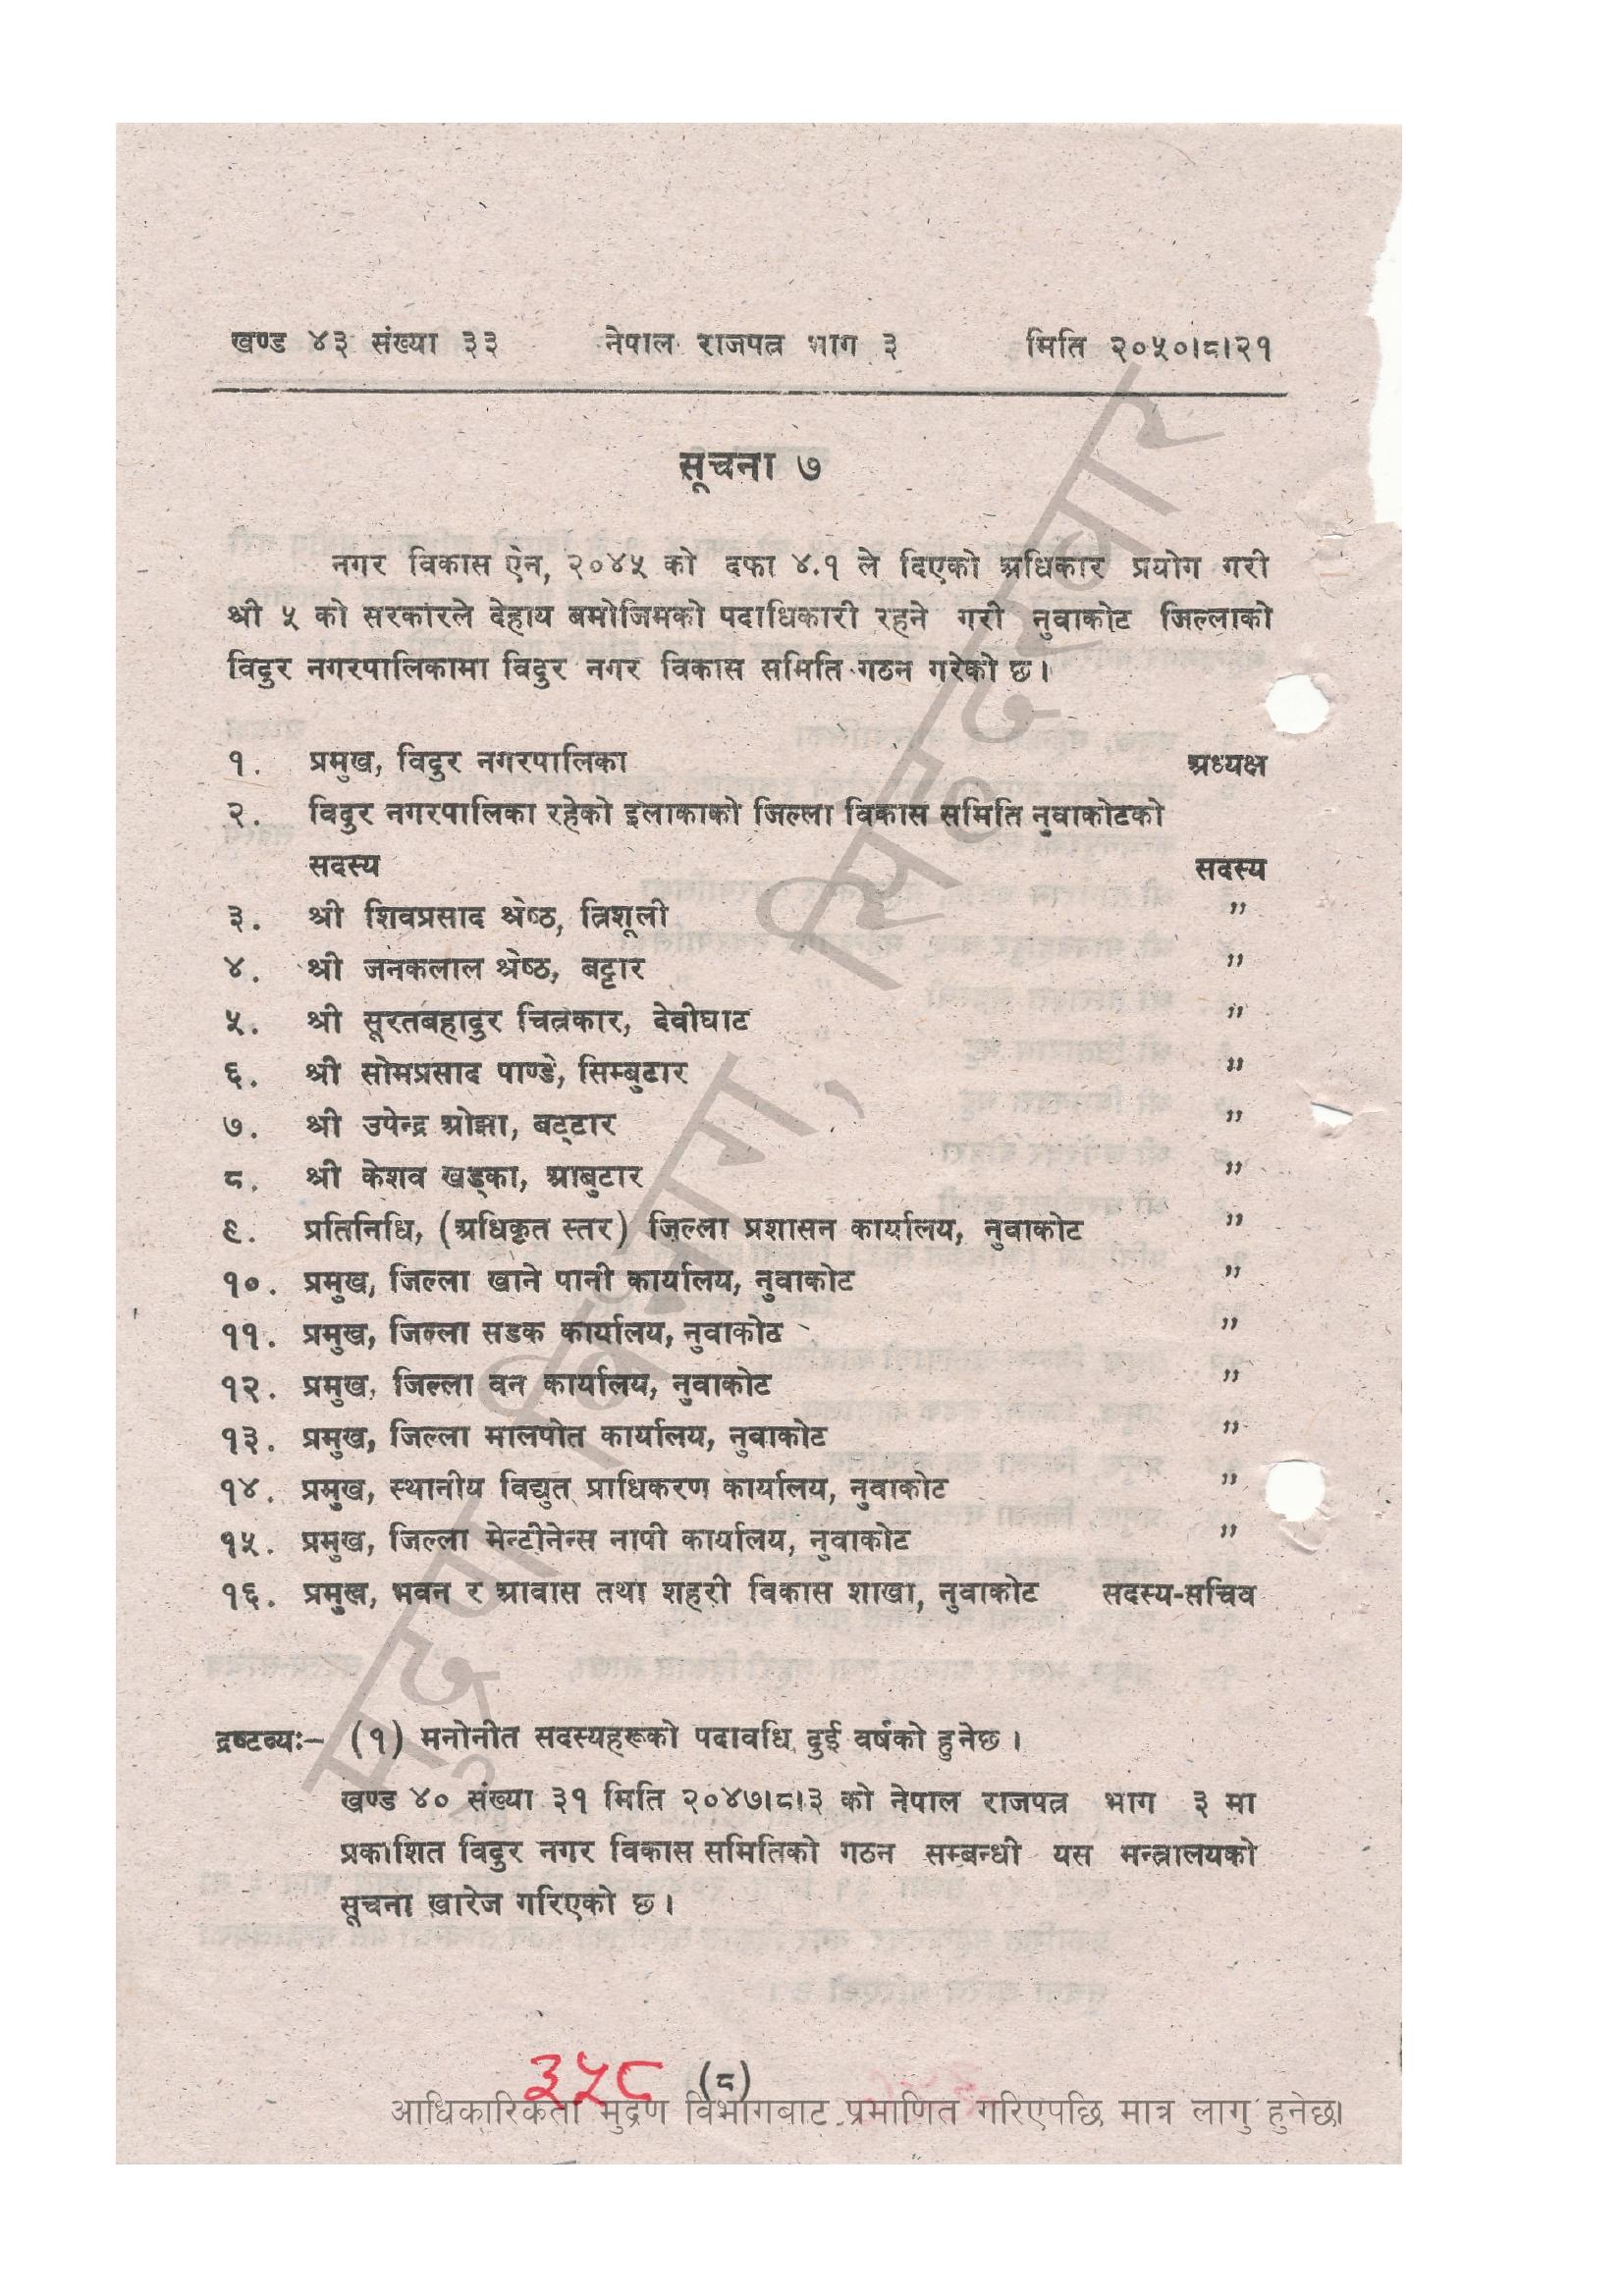 खण्ड ४३ संख्या ३३ नेपाल राजपत्र भाग ३ मिति २०५०।८।२१
सूचना ७
नगर विकास ऐन, २०४५ को दफा ४.१ ले दिएको अधिकार प्रयोग गरी
श्री ५ को सरकारले देहाय बमोजिमको पदाधिकारी रहने गरी नुवाकोट जिल्लाको
विदुर नगरपालिकामा विदुर नगर विकास समिति गठन गरेको छ।
१. प्रमुख, विदुर नगरपालिका अध्यक्ष
२. विदुर नगरपालिका रहेको इलाकाको जिल्ला विकास समिति नुवाकोटको
सदस्य सदस्य
३. श्री शिवप्रसाद श्रेष्ठ, त्रिशूली ”
४. श्री जनकलाल श्रेष्ठ, बट्टार ”
५. श्री सूरतबहादुर चित्रकार, देवीघाट ”
६. श्री सोमप्रसाद पाण्डे, सिम्बुटार ”
७. श्री उपेन्द्र ओझा, बट्टार ”
८. श्री केशव खड्का, आबुटार ”
९. प्रतिनिधि, (अधिकृत स्तर) जिल्ला प्रशासन कार्यालय, नुवाकोट ”
१०. प्रमुख, जिल्ला खाने पानी कार्यालय, नुवाकोट ”
११. प्रमुख, जिल्ला सडक कार्यालय, नुवाकोट ”
१२. प्रमुख, जिल्ला वन कार्यालय, नुवाकोट ”
१३. प्रमुख, जिल्ला मालपोत कार्यालय, नुवाकोट ”
१४. प्रमुख, स्थानीय विद्युत प्राधिकरण कार्यालय, नुवाकोट ”
१५. प्रमुख, जिल्ला मेन्टीनेन्स नापी कार्यालय, नुवाकोट ”
१६. प्रमुख, भवन र आवास तथा शहरी विकास शाखा, नुवाकोट सदस्य-सचिव
द्रष्टव्यः– (१) मनोनीत सदस्यहरूको पदावधि दुई वर्षको हुनेछ।
खण्ड ४० संख्या ३१ मिति २०४७।८।३ को नेपाल राजपत्र भाग ३ मा
प्रकाशित विदुर नगर विकास समितिको गठन सम्बन्धी यस मन्त्रालयको
सूचना खारेज गरिएको छ।
३५८ (८)
आधिकारिकता मुद्रण विभागबाट प्रमाणित गरिएपछि मात्र लागु हुनेछ।
मुद्रण विभाग, सिंहदरबार